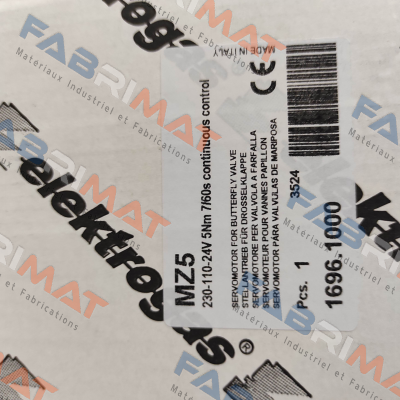 elektrogas®
MADE IN ITALY
CE
MZ5
230-110-24V 5Nm 7/60s continuous control
SERVOMOTOR FOR BUTTERFLY VALVE
STELLANTRIEB FÜR DROSSELKLAPPE
SERVOMOTORE PER VALVOLA A FARFALLA
SERVOMOTEUR POUR VANNES PAPILLON
SERVOMOTOR PARA VALVULAS DE MARIPOSA
Pcs. 1
3524
1696-1000
FABRIMAT
Materiaux Industriel et Fabrications